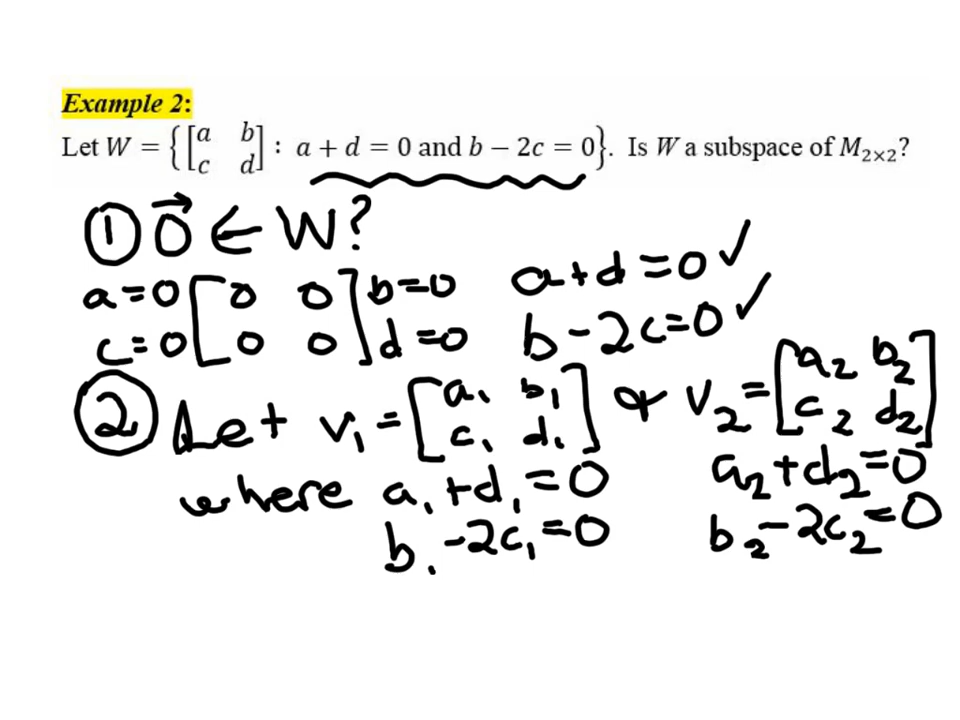 Example 2:
Let W = {[a b; c d] : a + d = 0 and b − 2c = 0}. Is W a subspace of M₂ₓ₂?
① 0⃗ ∈ W?
a=0 [0 0 b=0 a+d=0 ✓
c=0 0 0] d=0 b-2c=0 ✓
② Let v₁ = [a₁ b₁; c₁ d₁] & v₂ = [a₂ b₂; c₂ d₂]
where a₁+d₁=0 a₂+d₂=0
b₁-2c₁=0 b₂-2c₂=0